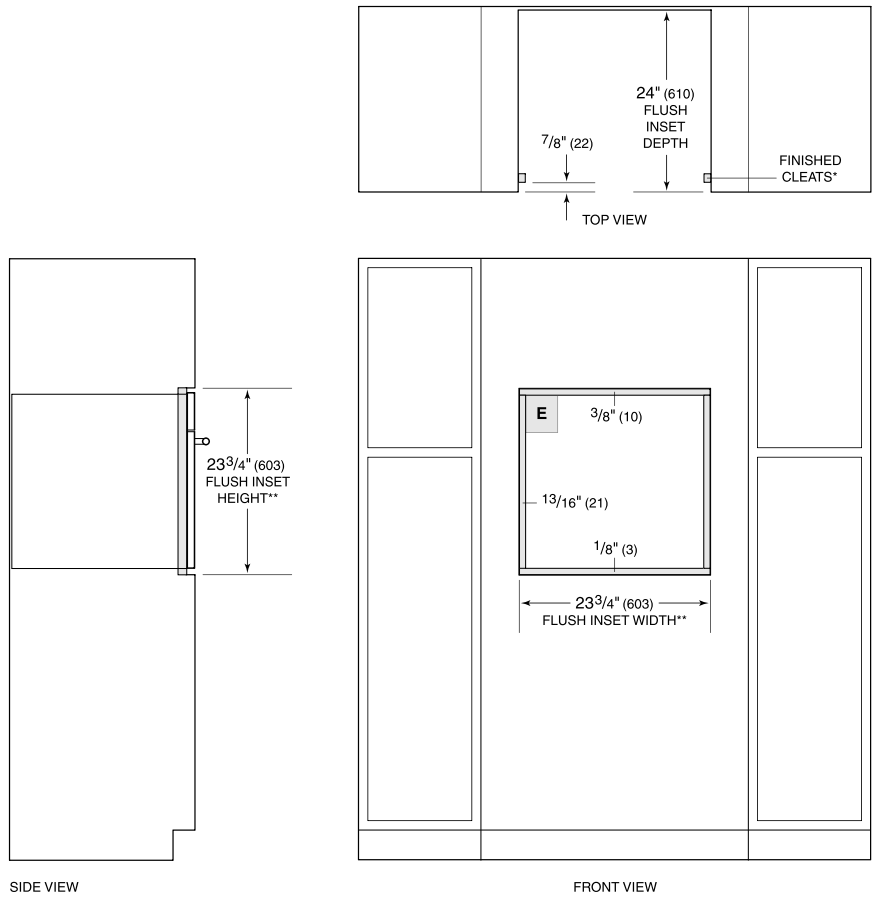 24" (610)
FLUSH
INSET
DEPTH
7/8" (22)
FINISHED
CLEATS*
TOP VIEW
E
3/8" (10)
23 3/4" (603)
FLUSH INSET
HEIGHT**
13/16" (21)
1/8" (3)
23 3/4" (603)
FLUSH INSET WIDTH**
SIDE VIEW
FRONT VIEW